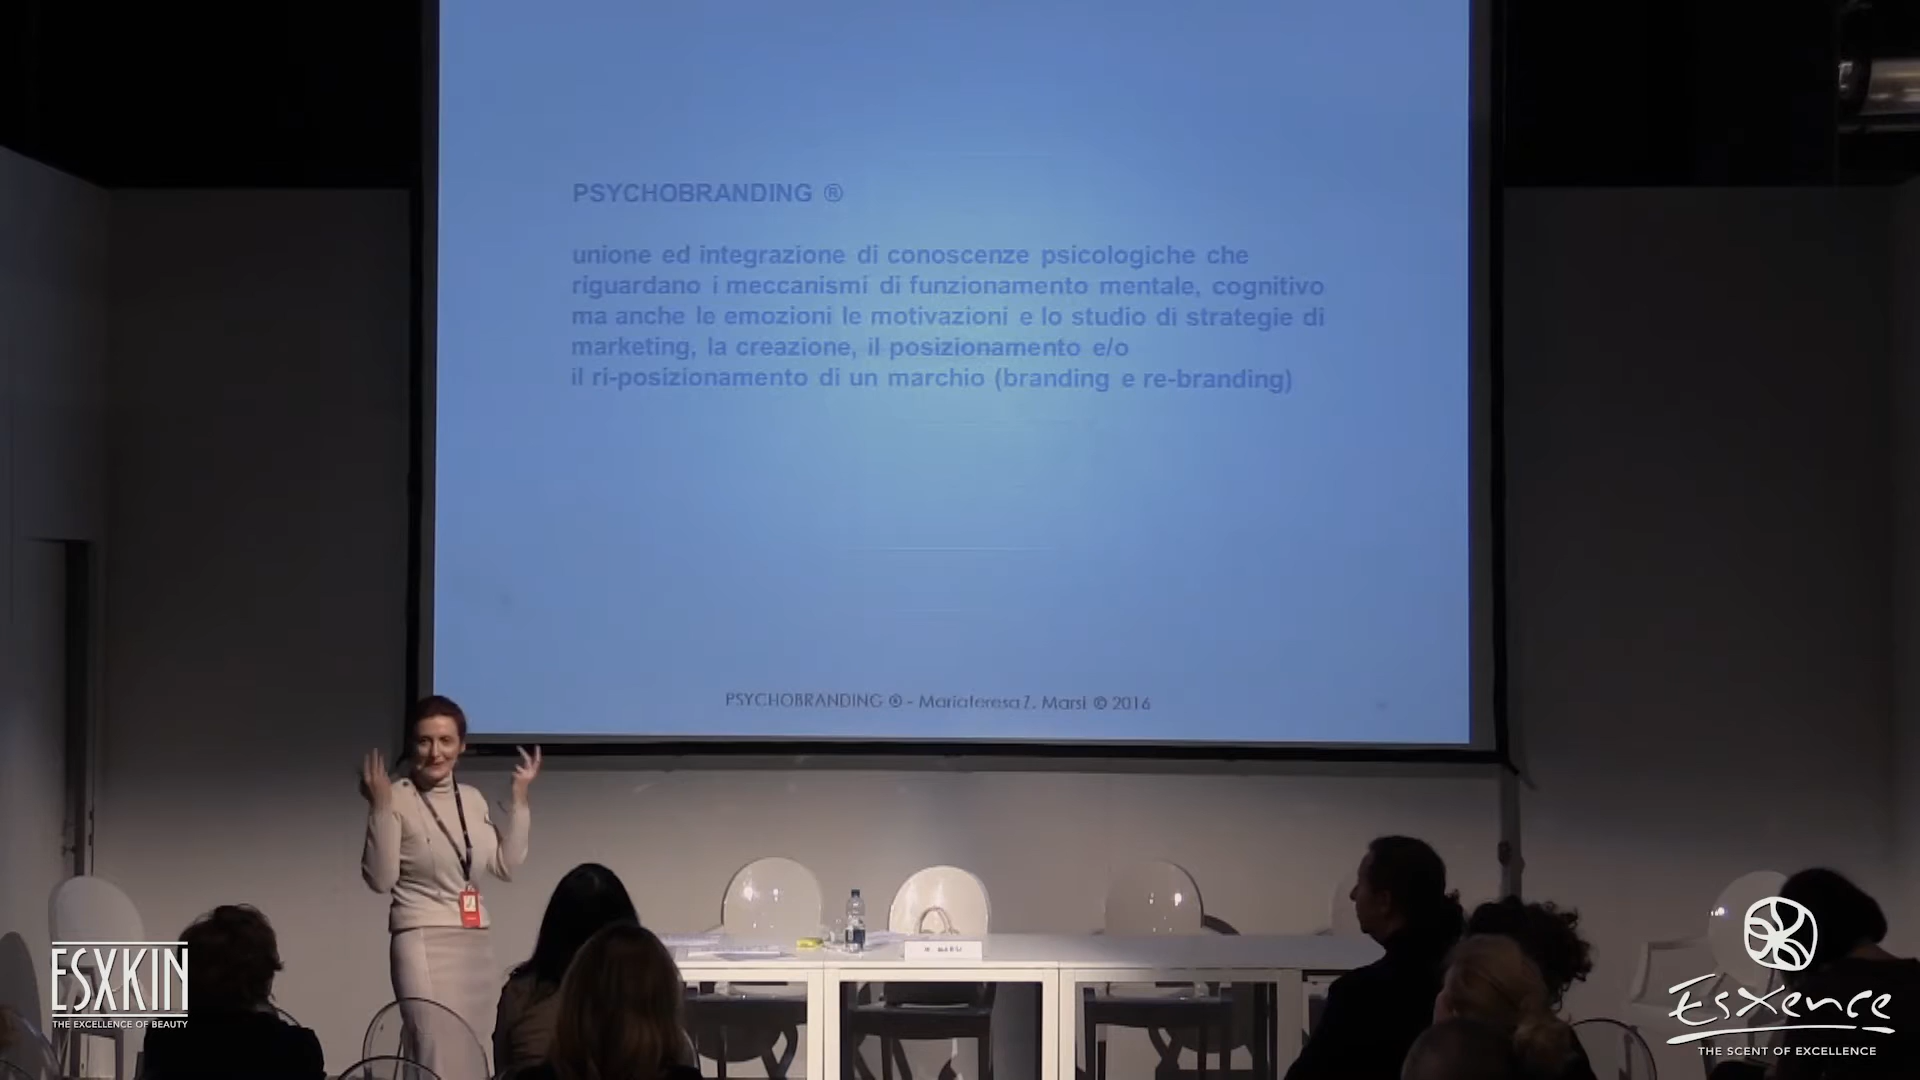 PSYCHOBRANDING ®
unione ed integrazione di conoscenze psicologiche che
riguardano i meccanismi di funzionamento mentale, cognitivo
ma anche le emozioni le motivazioni e lo studio di strategie di
marketing, la creazione, il posizionamento e/o
il ri-posizionamento di un marchio (branding e re-branding)
PSYCHOBRANDING ® - Mariateresa Z. Marsi © 2016
ESXKIN
THE EXCELLENCE OF BEAUTY
Esxence
THE SCENT OF EXCELLENCE